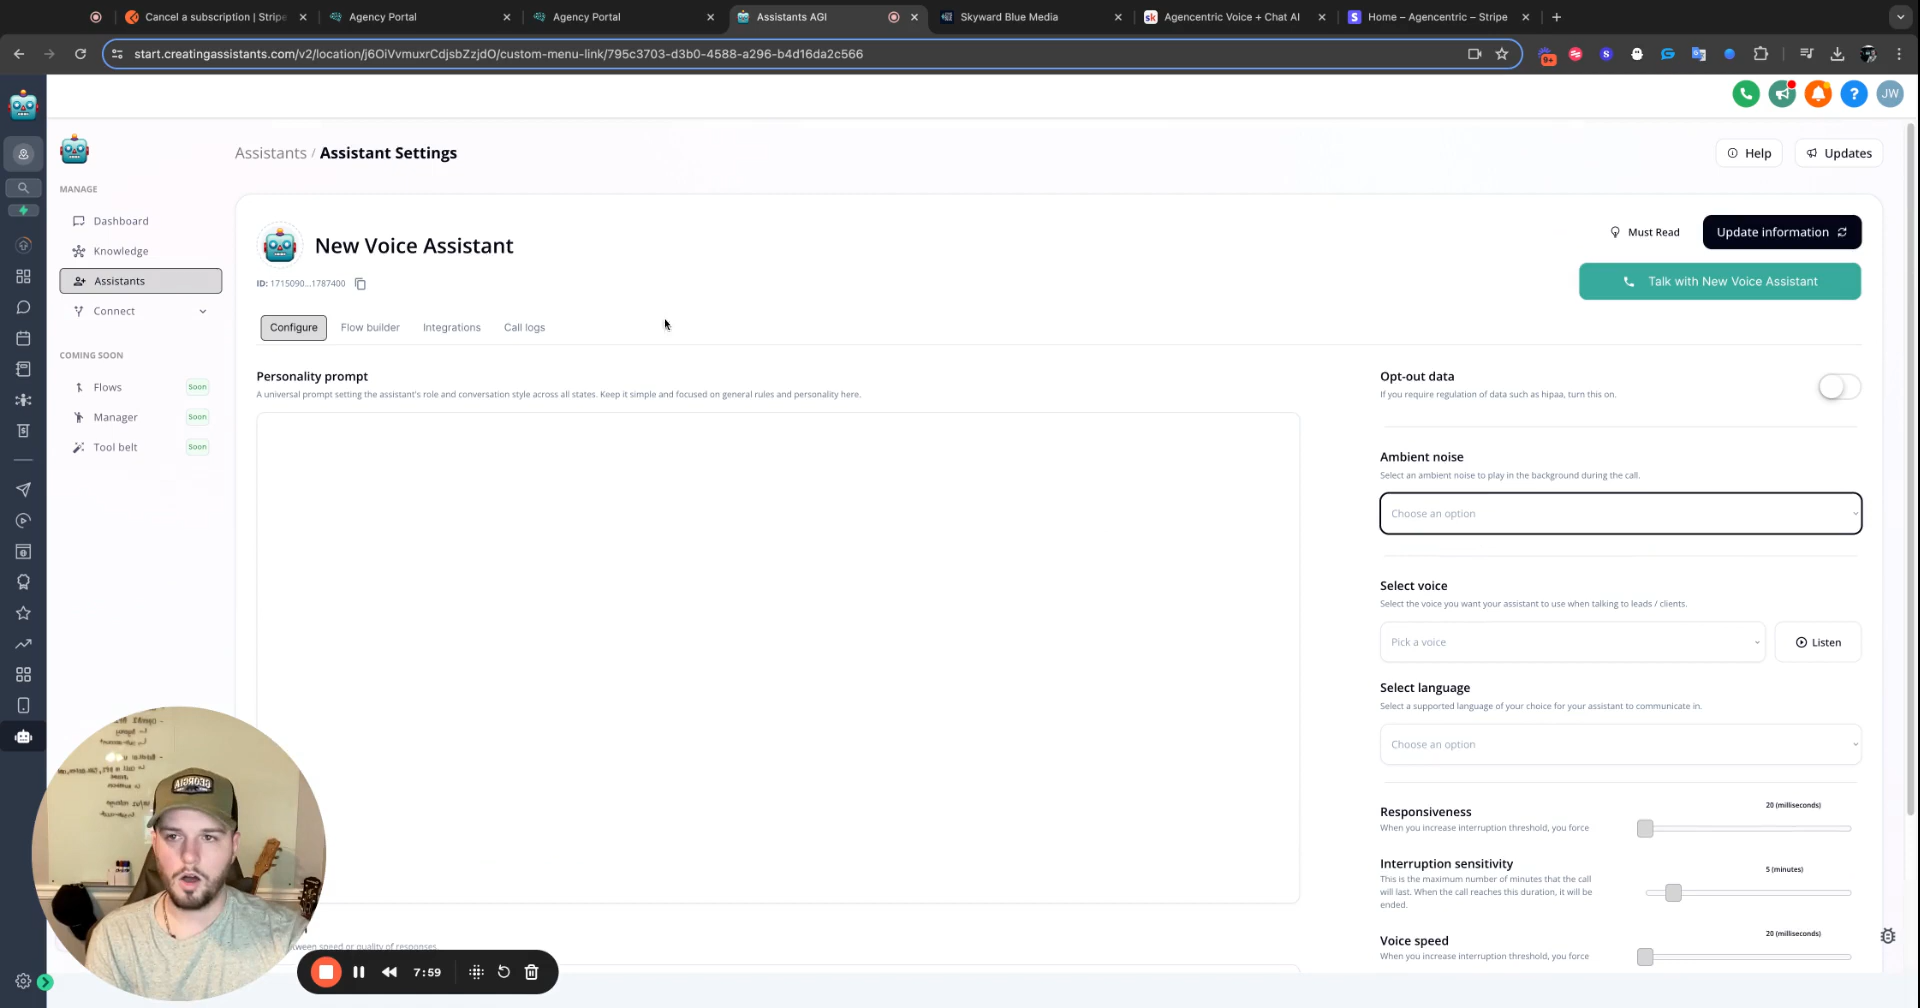 Cancel a subscription | Stripe
Agency Portal
Agency Portal
Assistants AGI
Skyward Blue Media
Agencentric Voice + Chat AI
Home – Agencentric – Stripe
start.creatingassistants.com/v2/location/j6OiVvmuxrCdjsbZzjdO/custom-menu-link/795c3703-d3b0-4588-a296-b4d16da2c566
9+
JW
Assistants / Assistant Settings
Help
Updates
MANAGE
Dashboard
Knowledge
Assistants
Connect
COMING SOON
Flows
Soon
Manager
Soon
Tool belt
Soon
New Voice Assistant
ID: 1715090...1787400
Must Read
Update information
Talk with New Voice Assistant
Configure
Flow builder
Integrations
Call logs
Personality prompt
A universal prompt setting the assistant's role and conversation style across all states. Keep it simple and focused on general rules and personality here.
Opt-out data
If you require regulation of data such as hipaa, turn this on.
Ambient noise
Select an ambient noise to play in the background during the call.
Choose an option
Select voice
Select the voice you want your assistant to use when talking to leads / clients.
Pick a voice
Listen
Select language
Select a supported language of your choice for your assistant to communicate in.
Choose an option
Responsiveness
20 (milliseconds)
When you increase interruption threshold, you force
Interruption sensitivity
5 (minutes)
This is the maximum number of minutes that the call
will last. When the call reaches this duration, it will be
ended.
Voice speed
20 (milliseconds)
When you increase interruption threshold, you force
tween speed or quality of responses.
7:59